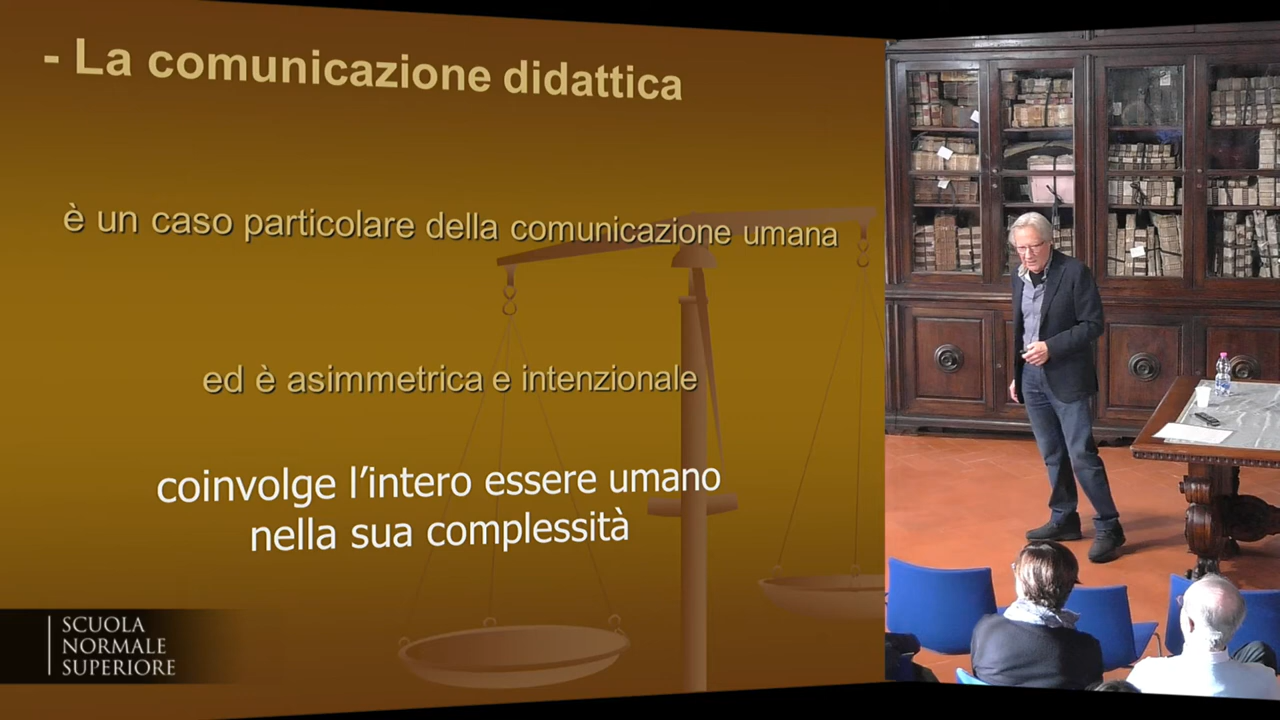 - La comunicazione didattica
è un caso particolare della comunicazione umana
ed è asimmetrica e intenzionale
coinvolge l’intero essere umano
nella sua complessità
SCUOLA
NORMALE
SUPERIORE